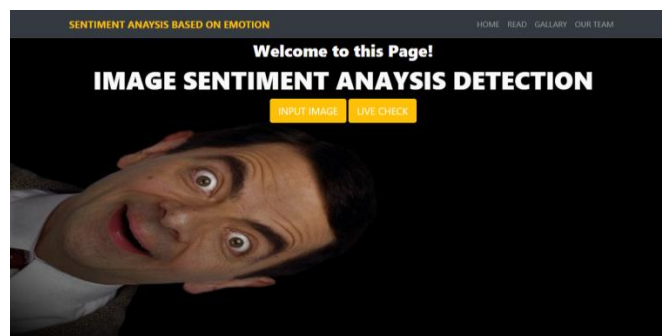 SENTIMENT ANAYSIS BASED ON EMOTION
HOME READ GALLARY OUR TEAM
Welcome to this Page!
IMAGE SENTIMENT ANAYSIS DETECTION
INPUT IMAGE LIVE CHECK